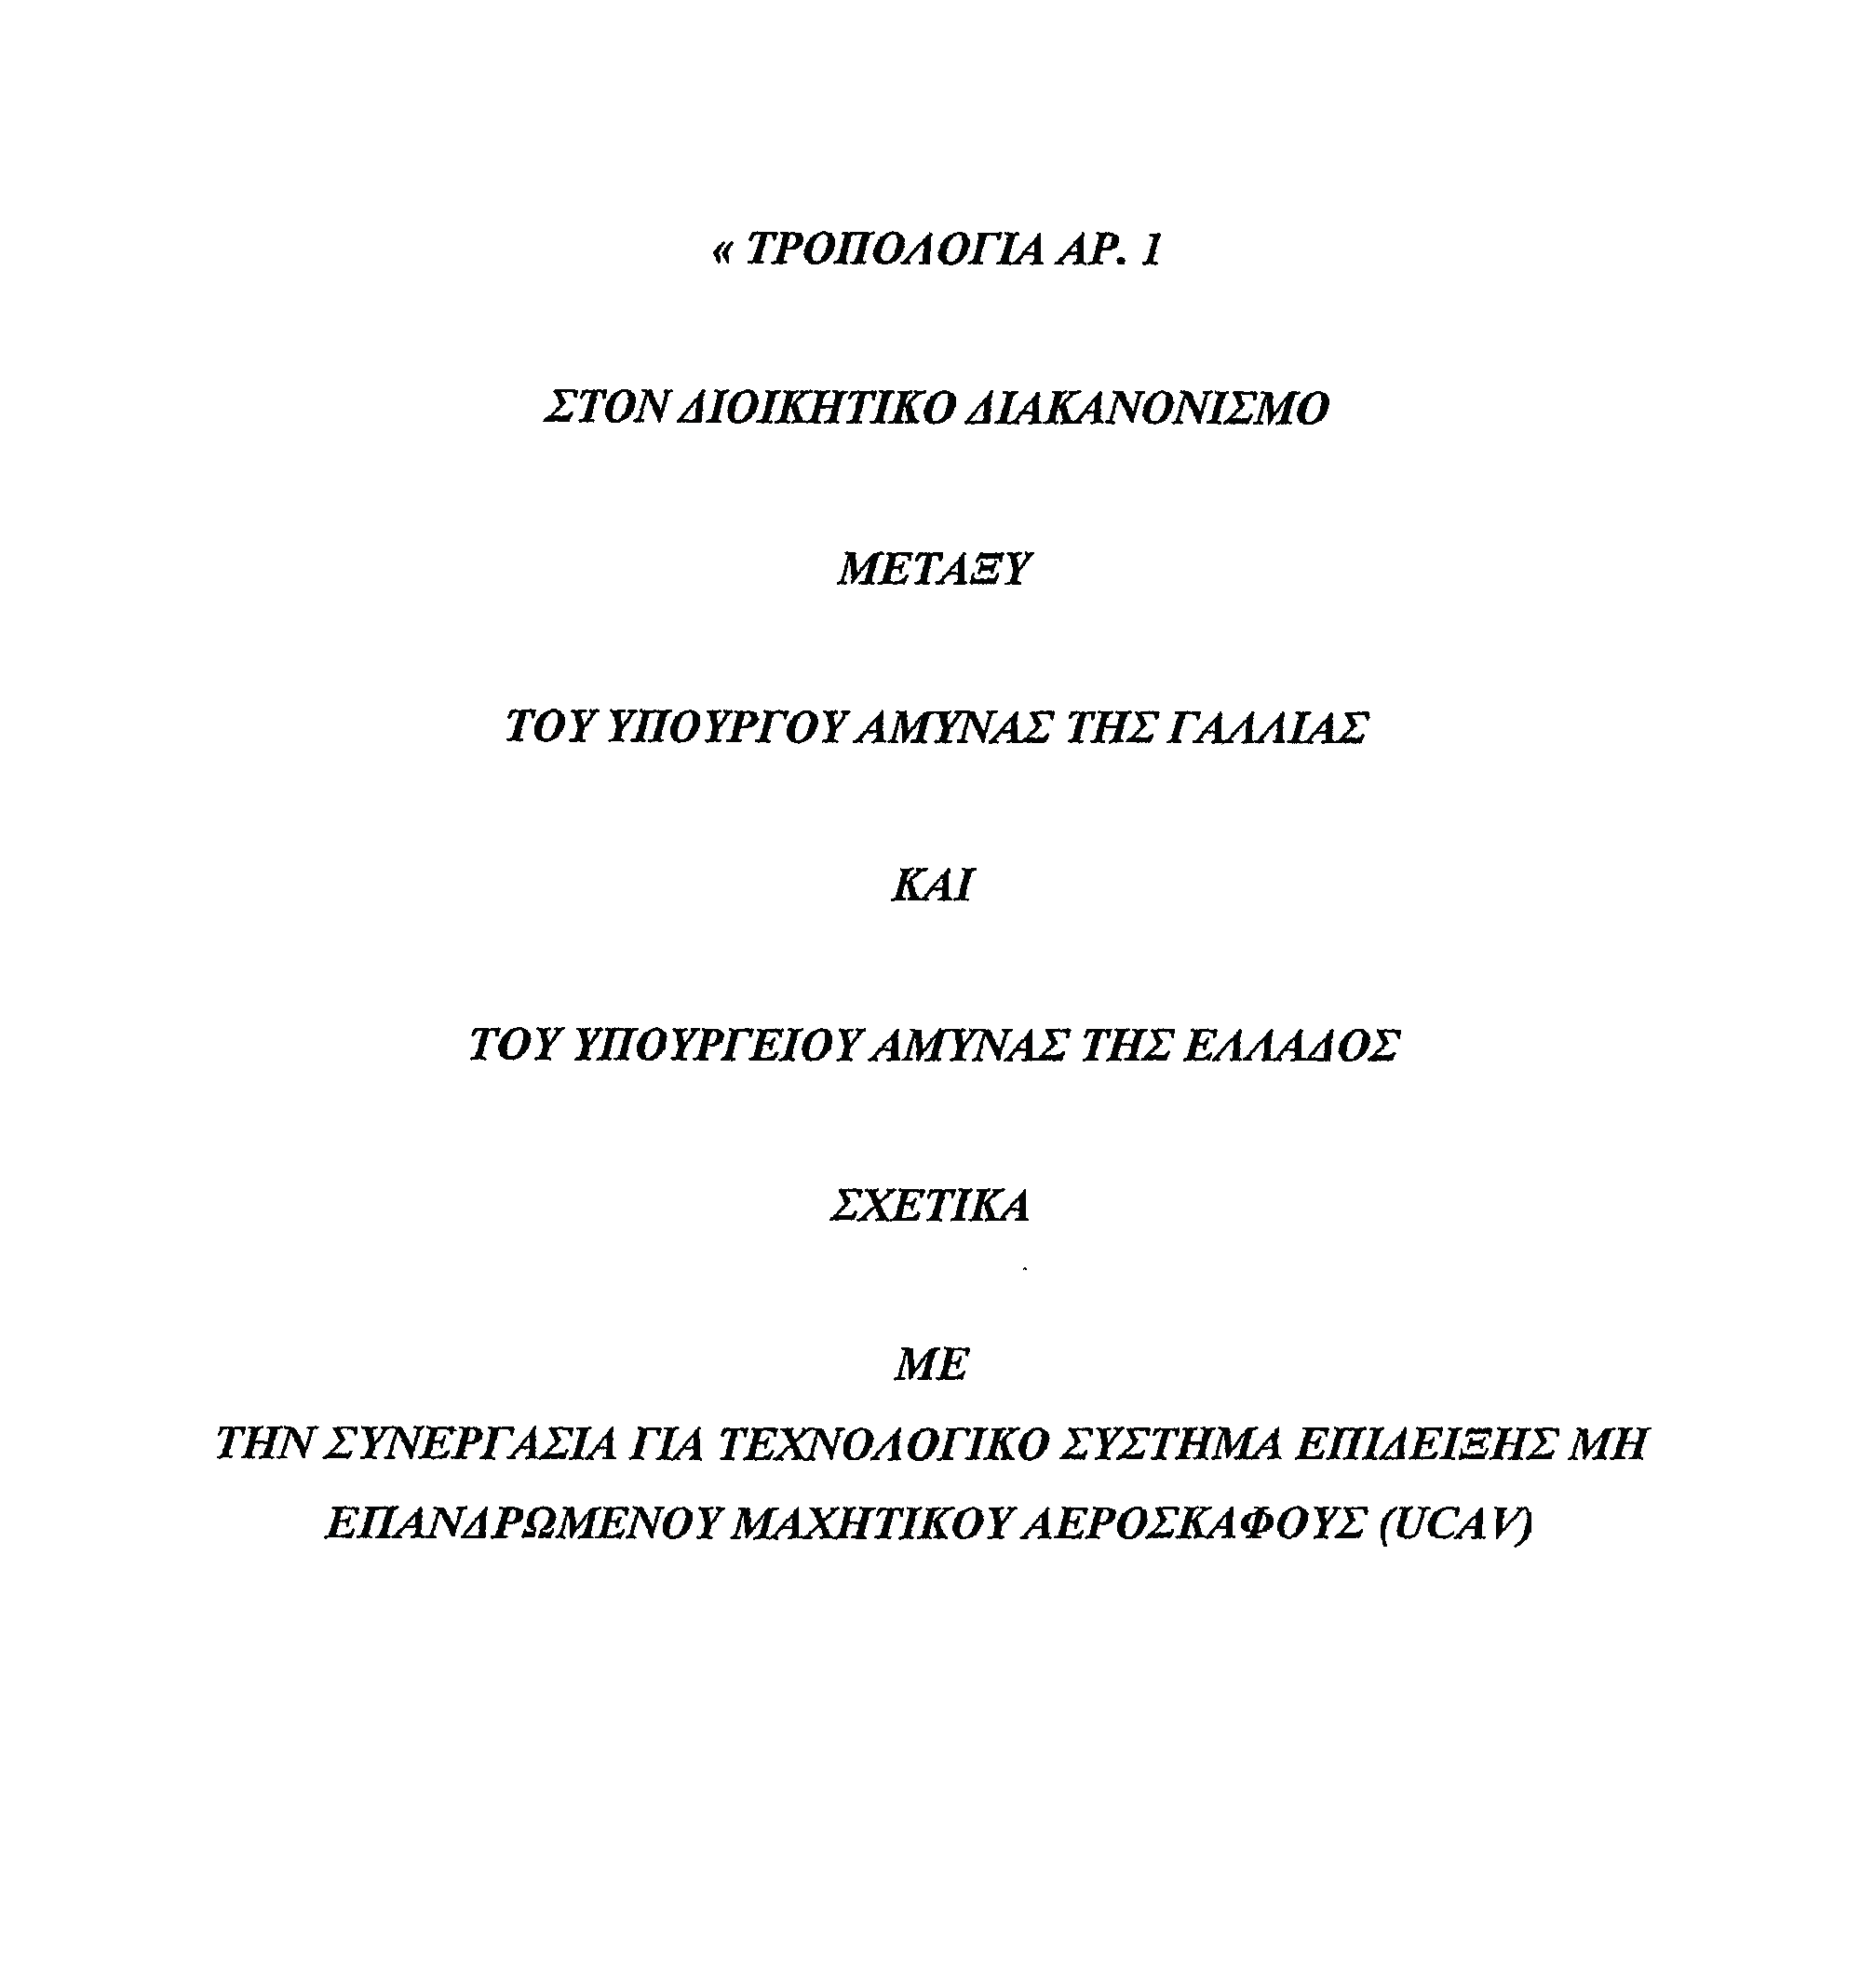 « ΤΡΟΠΟΛΟΓΙΑ ΑΡ. 1
ΣΤΟΝ ΔΙΟΙΚΗΤΙΚΟ ΔΙΑΚΑΝΟΝΙΣΜΟ
ΜΕΤΑΞΥ
ΤΟΥ ΥΠΟΥΡΓΟΥ ΑΜΥΝΑΣ ΤΗΣ ΓΑΛΛΙΑΣ
ΚΑΙ
ΤΟΥ ΥΠΟΥΡΓΕΙΟΥ ΑΜΥΝΑΣ ΤΗΣ ΕΛΛΑΔΟΣ
ΣΧΕΤΙΚΑ
ΜΕ
ΤΗΝ ΣΥΝΕΡΓΑΣΙΑ ΓΙΑ ΤΕΧΝΟΛΟΓΙΚΟ ΣΥΣΤΗΜΑ ΕΠΙΔΕΙΞΗΣ ΜΗ
ΕΠΑΝΔΡΩΜΕΝΟΥ ΜΑΧΗΤΙΚΟΥ ΑΕΡΟΣΚΑΦΟΥΣ (UCAV)